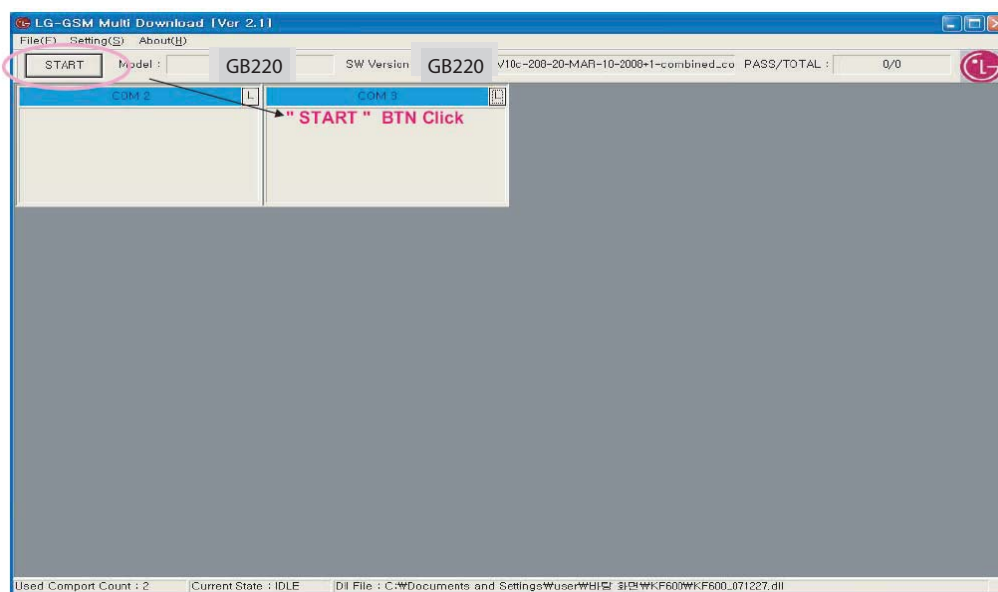 LG-GSM Multi Download [Ver 2.1]
File(F) Setting(S) About(H)
START Model : GB220 SW Version GB220 V10c-208-20-MAR-10-2008+1-combined_co PASS/TOTAL : 0/0
COM 2 L COM 3 L
" START " BTN Click
Used Comport Count : 2 Current State : IDLE Dll File : C:₩Documents and Settings₩user₩바탕 화면₩KF600₩KF600_071227.dll